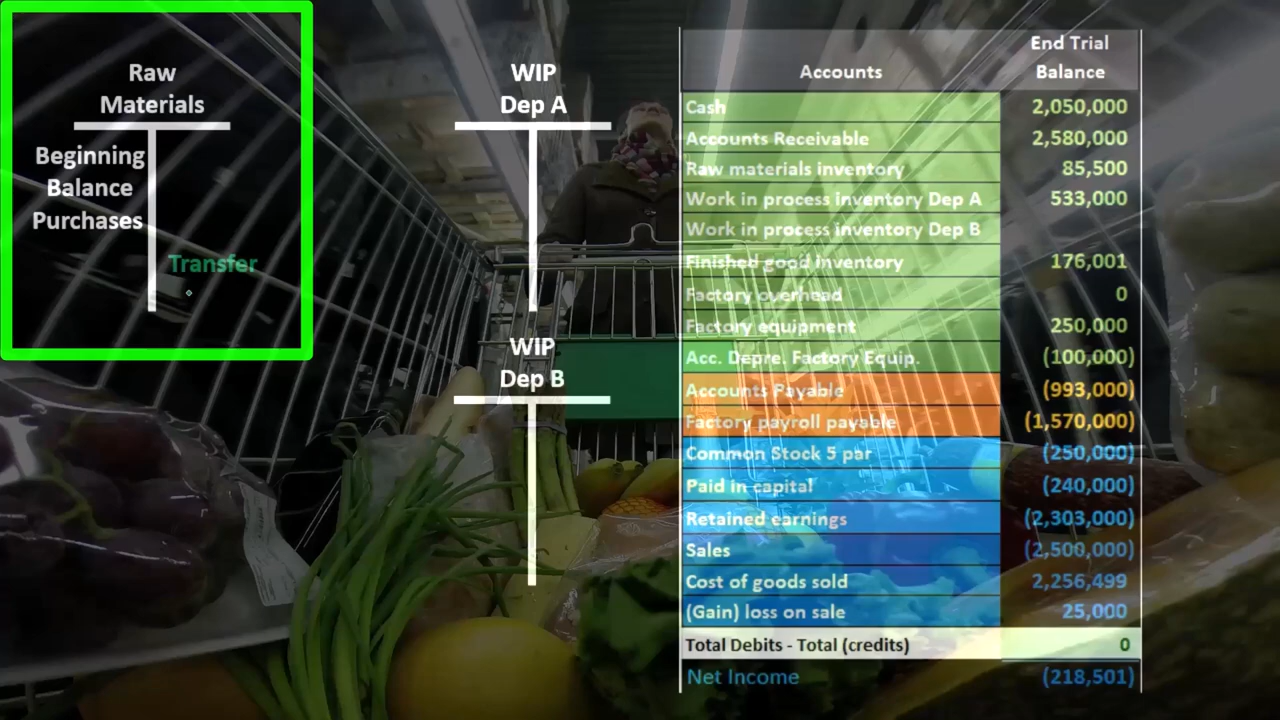 Raw
Materials
Beginning
Balance
Purchases
Transfer
WIP
Dep A
WIP
Dep B
Accounts End Trial Balance
Cash 2,050,000
Accounts Receivable 2,580,000
Raw materials inventory 85,500
Work in process inventory Dep A 533,000
Work in process inventory Dep B
Finished good inventory 176,001
Factory overhead 0
Factory equipment 250,000
Acc. Depre. Factory Equip. (100,000)
Accounts Payable (993,000)
Factory payroll payable (1,570,000)
Common Stock 5 par (250,000)
Paid in capital (240,000)
Retained earnings (2,303,000)
Sales (2,500,000)
Cost of goods sold 2,256,499
(Gain) loss on sale 25,000
Total Debits - Total (credits) 0
Net Income (218,501)